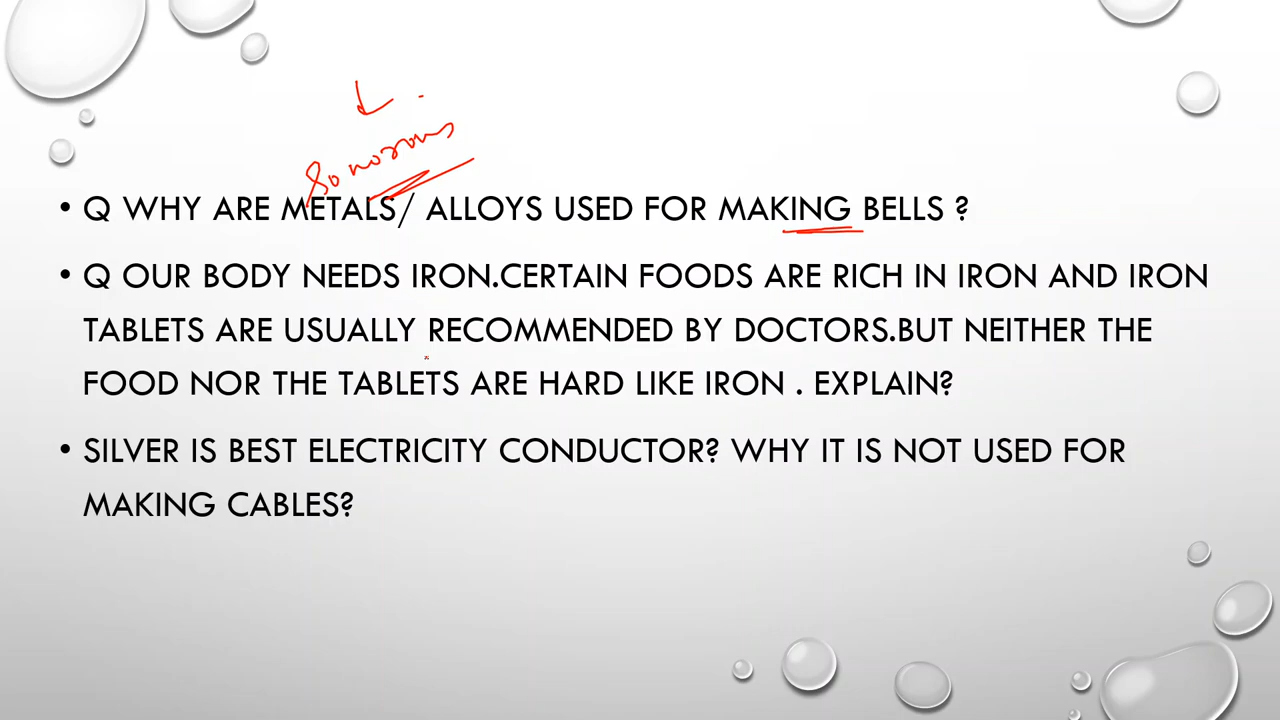 Sonorous
• Q WHY ARE METALS/ ALLOYS USED FOR MAKING BELLS ?
• Q OUR BODY NEEDS IRON.CERTAIN FOODS ARE RICH IN IRON AND IRON
TABLETS ARE USUALLY RECOMMENDED BY DOCTORS.BUT NEITHER THE
FOOD NOR THE TABLETS ARE HARD LIKE IRON . EXPLAIN?
• SILVER IS BEST ELECTRICITY CONDUCTOR? WHY IT IS NOT USED FOR
MAKING CABLES?